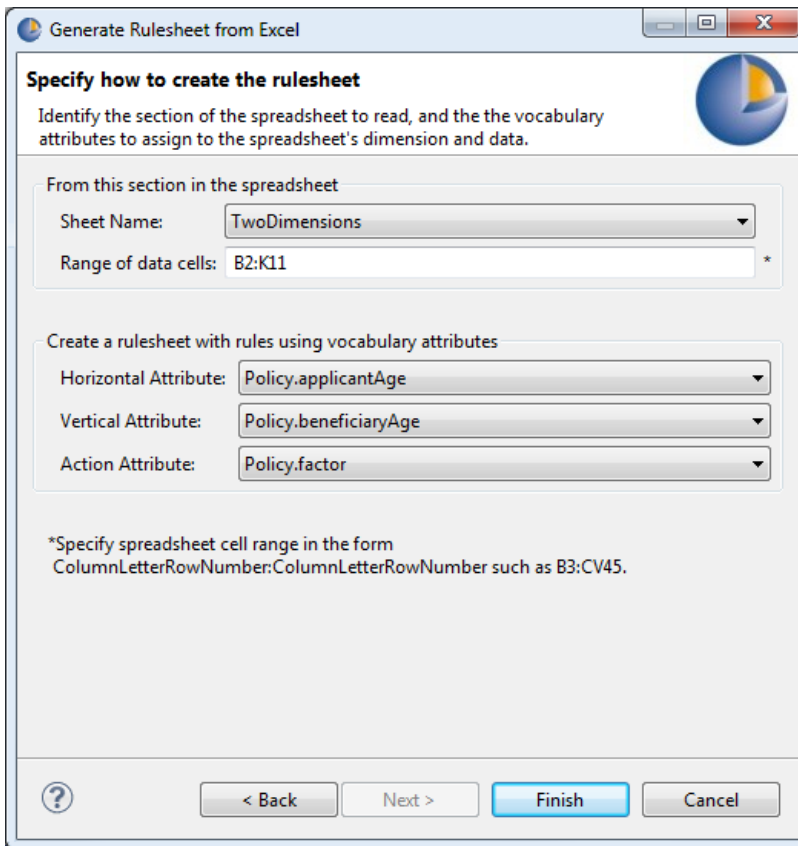 Generate Rulesheet from Excel
Specify how to create the rulesheet
Identify the section of the spreadsheet to read, and the the vocabulary
attributes to assign to the spreadsheet's dimension and data.
From this section in the spreadsheet
Sheet Name: TwoDimensions
Range of data cells: B2:K11 *
Create a rulesheet with rules using vocabulary attributes
Horizontal Attribute: Policy.applicantAge
Vertical Attribute: Policy.beneficiaryAge
Action Attribute: Policy.factor
*Specify spreadsheet cell range in the form
ColumnLetterRowNumber:ColumnLetterRowNumber such as B3:CV45.
? < Back Next > Finish Cancel